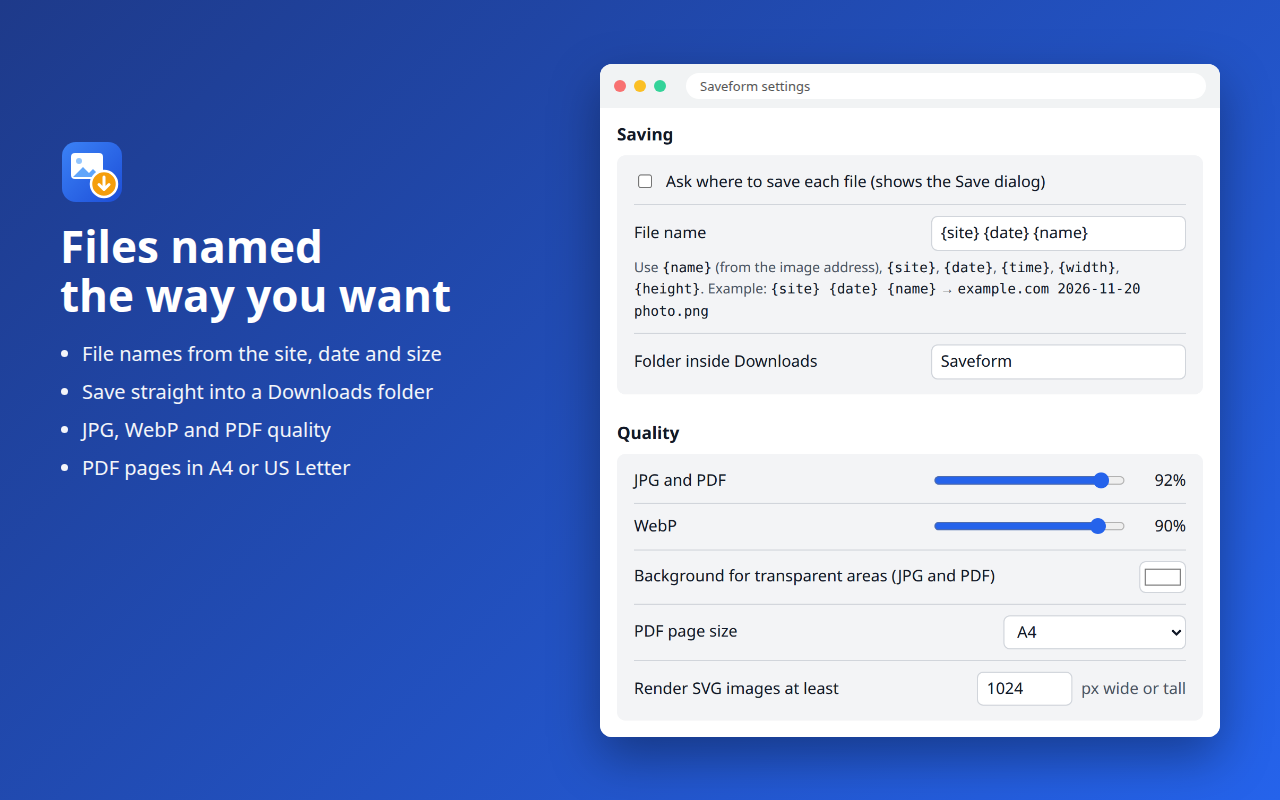 Files named
the way you want
File names from the site, date and size
Save straight into a Downloads folder
JPG, WebP and PDF quality
PDF pages in A4 or US Letter
Saveform settings
Saving
Ask where to save each file (shows the Save dialog)
File name
{site} {date} {name}
Use {name} (from the image address), {site}, {date}, {time}, {width},
{height}. Example: {site} {date} {name} → example.com 2026-11-20
photo.png
Folder inside Downloads
Saveform
Quality
JPG and PDF
92%
WebP
90%
Background for transparent areas (JPG and PDF)
PDF page size
A4
Render SVG images at least
1024
px wide or tall